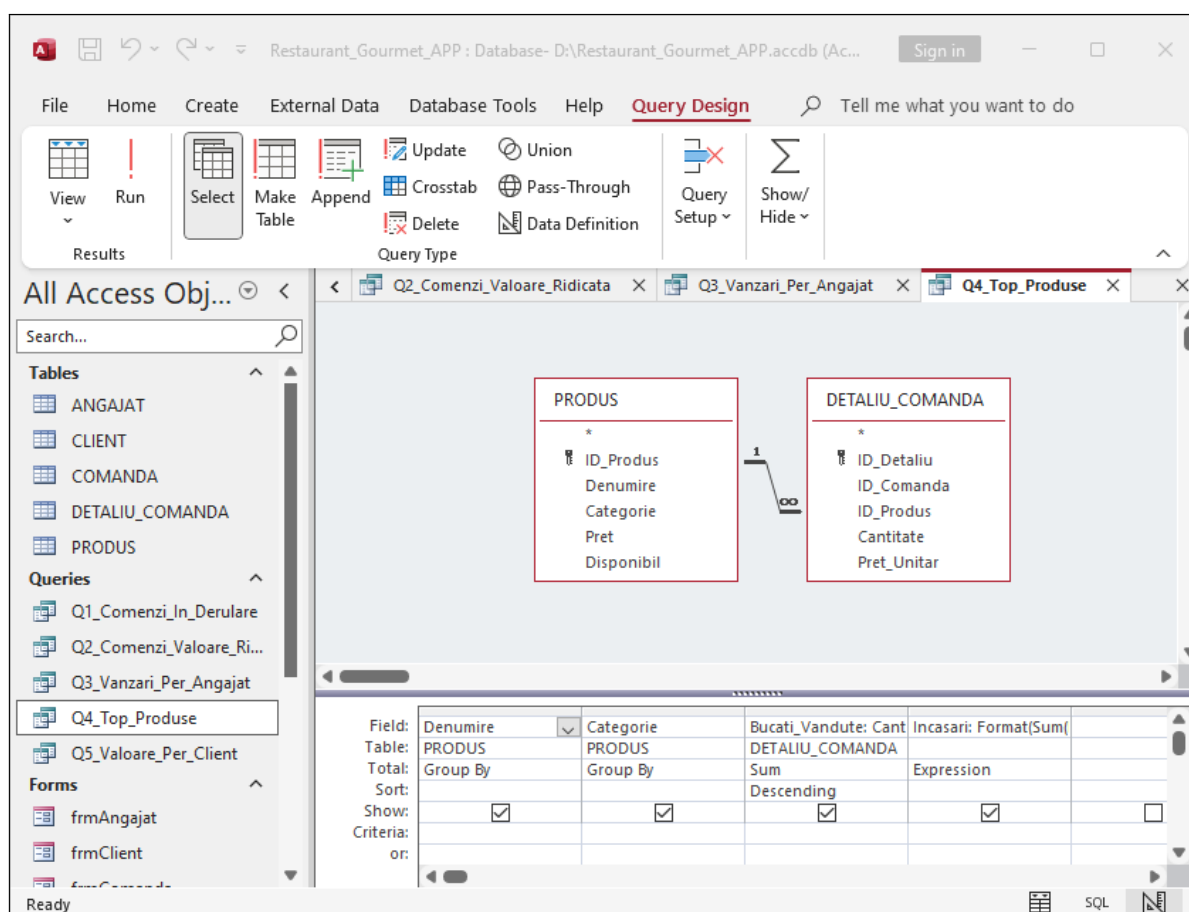 Restaurant_Gourmet_APP : Database- D:\Restaurant_Gourmet_APP.accdb (Ac...
Sign in
File Home Create External Data Database Tools Help Query Design Tell me what you want to do
View Run Select Make Table Append
Update Union
Crosstab Pass-Through
Delete Data Definition
Query Setup
Show/ Hide
Results Query Type
All Access Obj...
Search...
Tables
ANGAJAT
CLIENT
COMANDA
DETALIU_COMANDA
PRODUS
Queries
Q1_Comenzi_In_Derulare
Q2_Comenzi_Valoare_Ri...
Q3_Vanzari_Per_Angajat
Q4_Top_Produse
Q5_Valoare_Per_Client
Forms
frmAngajat
frmClient
Q2_Comenzi_Valoare_Ridicata Q3_Vanzari_Per_Angajat Q4_Top_Produse
PRODUS
*
ID_Produs
Denumire
Categorie
Pret
Disponibil
1
∞
DETALIU_COMANDA
*
ID_Detaliu
ID_Comanda
ID_Produs
Cantitate
Pret_Unitar
Field: Denumire Categorie Bucati_Vandute: Cant Incasari: Format(Sum(
Table: PRODUS PRODUS DETALIU_COMANDA
Total: Group By Group By Sum Expression
Sort: Descending
Show:
Criteria:
or:
Ready
SQL